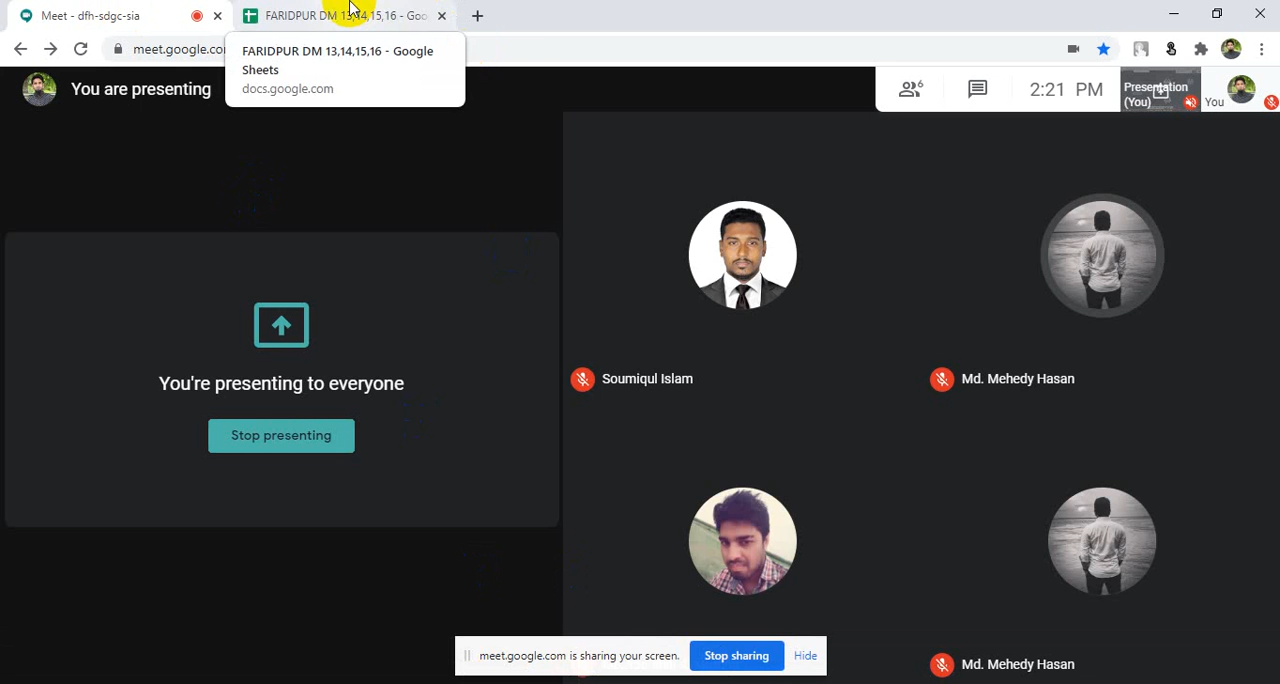 Meet - dfh-sdgc-sia
FARIDPUR DM 13,14,15,16 - Goo
meet.google.co
FARIDPUR DM 13,14,15,16 - Google
Sheets
docs.google.com
You are presenting
6
2:21 PM
Presentation
(You)
You
You're presenting to everyone
Stop presenting
Soumiqul Islam
Md. Mehedy Hasan
Md. Mehedy Hasan
meet.google.com is sharing your screen.
Stop sharing
Hide